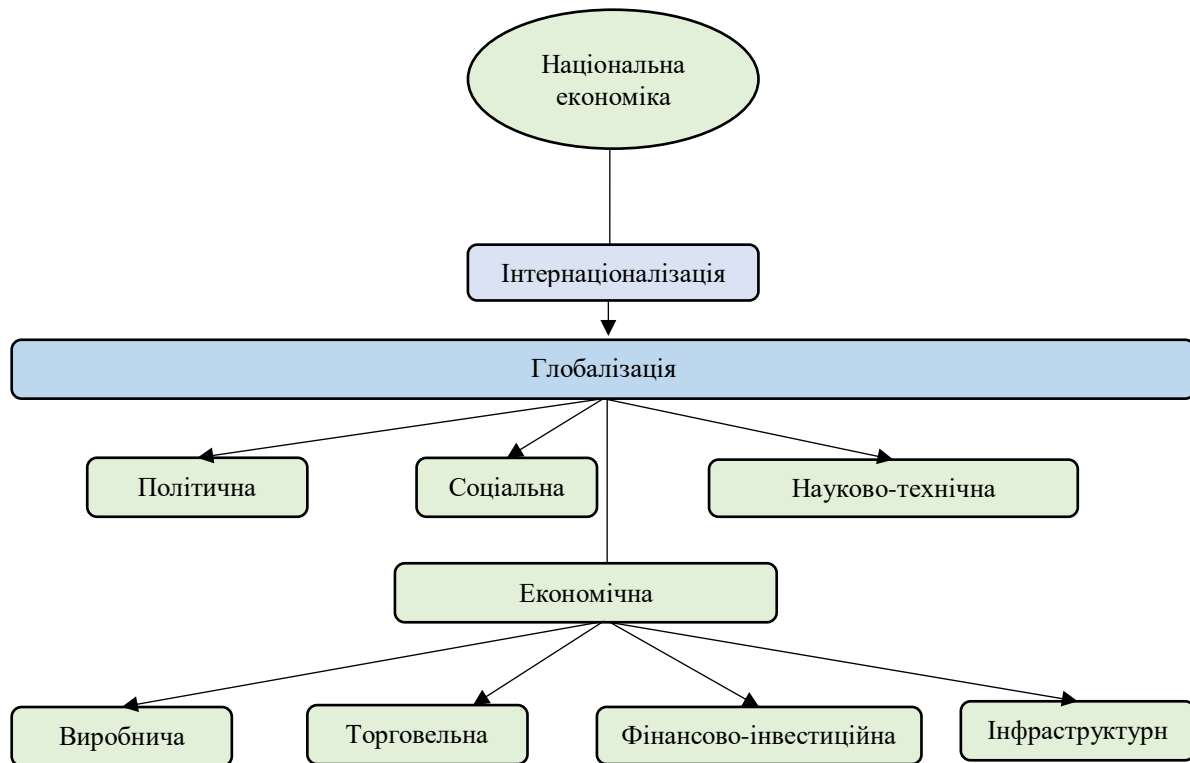 Національна
економіка
Інтернаціоналізація
Глобалізація
Політична
Соціальна
Науково-технічна
Економічна
Виробнича
Торговельна
Фінансово-інвестиційна
Інфраструктурн